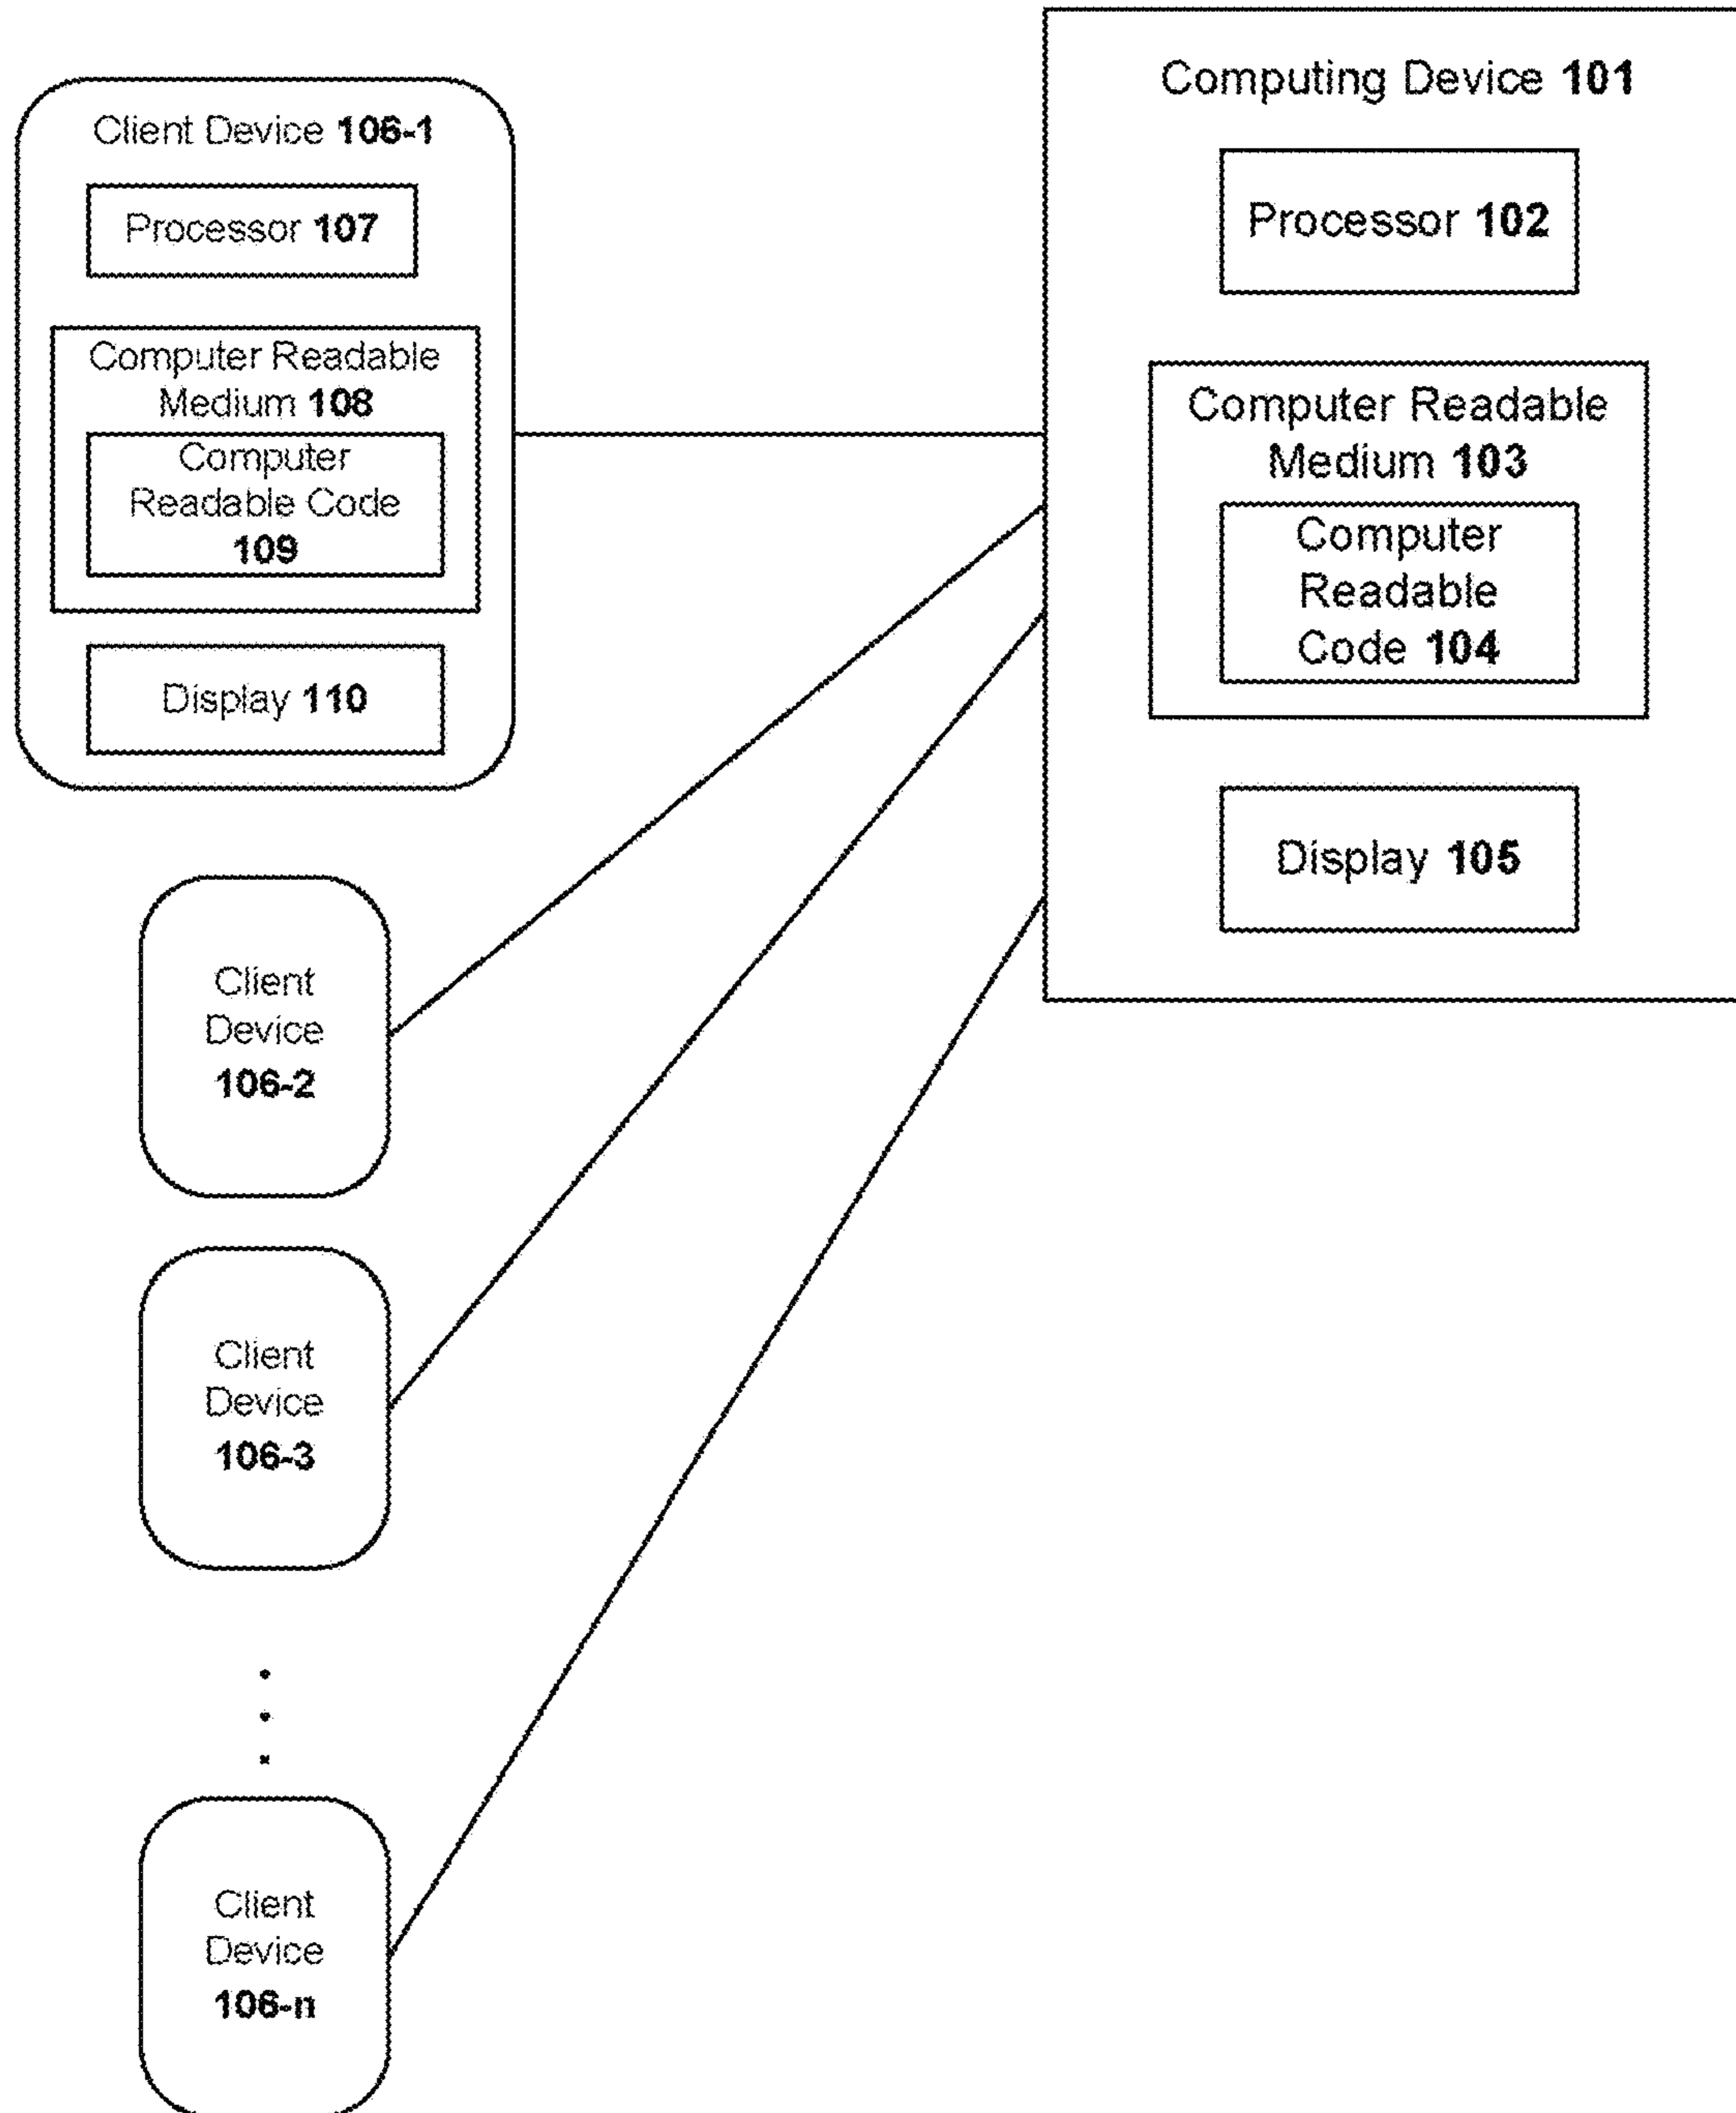 Client Device 106-1
Processor 107
Computer Readable
Medium 108
Computer
Readable Code
109
Display 110
Client
Device
106-2
Client
Device
106-3
Client
Device
106-n
Computing Device 101
Processor 102
Computer Readable
Medium 103
Computer
Readable
Code 104
Display 105